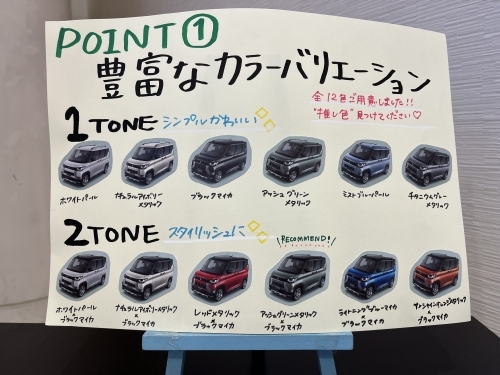 POINT①
豊富なカラーバリエーション
全12色ご用意しました!!
"推し色"見つけてください♡
1 TONE シンプルかわいい
ホワイトパール
ナチュラルアイボリー
メタリック
ブラックマイカ
アッシュグリーン
メタリック
ミストブルーパール
チタニウムグレー
メタリック
2 TONE スタイリッシュに
RECOMMEND!
ホワイトパール
×
ブラックマイカ
ナチュラルアイボリーメタリック
×
ブラックマイカ
レッドメタリック
×
ブラックマイカ
アッシュグリーンメタリック
×
ブラックマイカ
ライトニングブルーマイカ
×
ブラックマイカ
サンシャインオレンジメタリック
×
ブラックマイカ